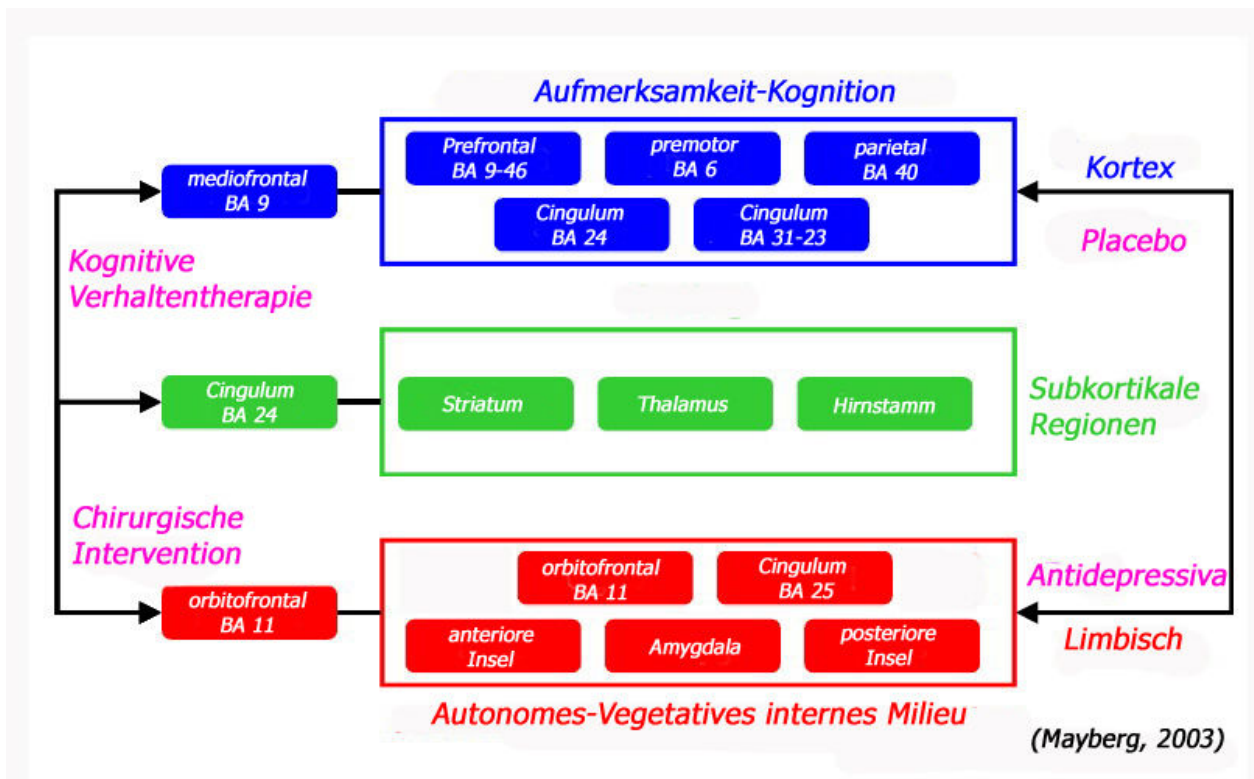 Aufmerksamkeit-Kognition
Prefrontal
BA 9-46
premotor
BA 6
parietal
BA 40
mediofrontal
BA 9
Cingulum
BA 24
Cingulum
BA 31-23
Kortex
Placebo
Kognitive
Verhaltentherapie
Cingulum
BA 24
Striatum
Thalamus
Hirnstamm
Subkortikale
Regionen
Chirurgische
Intervention
orbitofrontal
BA 11
orbitofrontal
BA 11
Cingulum
BA 25
anteriore
Insel
Amygdala
posteriore
Insel
Antidepressiva
Limbisch
Autonomes-Vegetatives internes Milieu
(Mayberg, 2003)